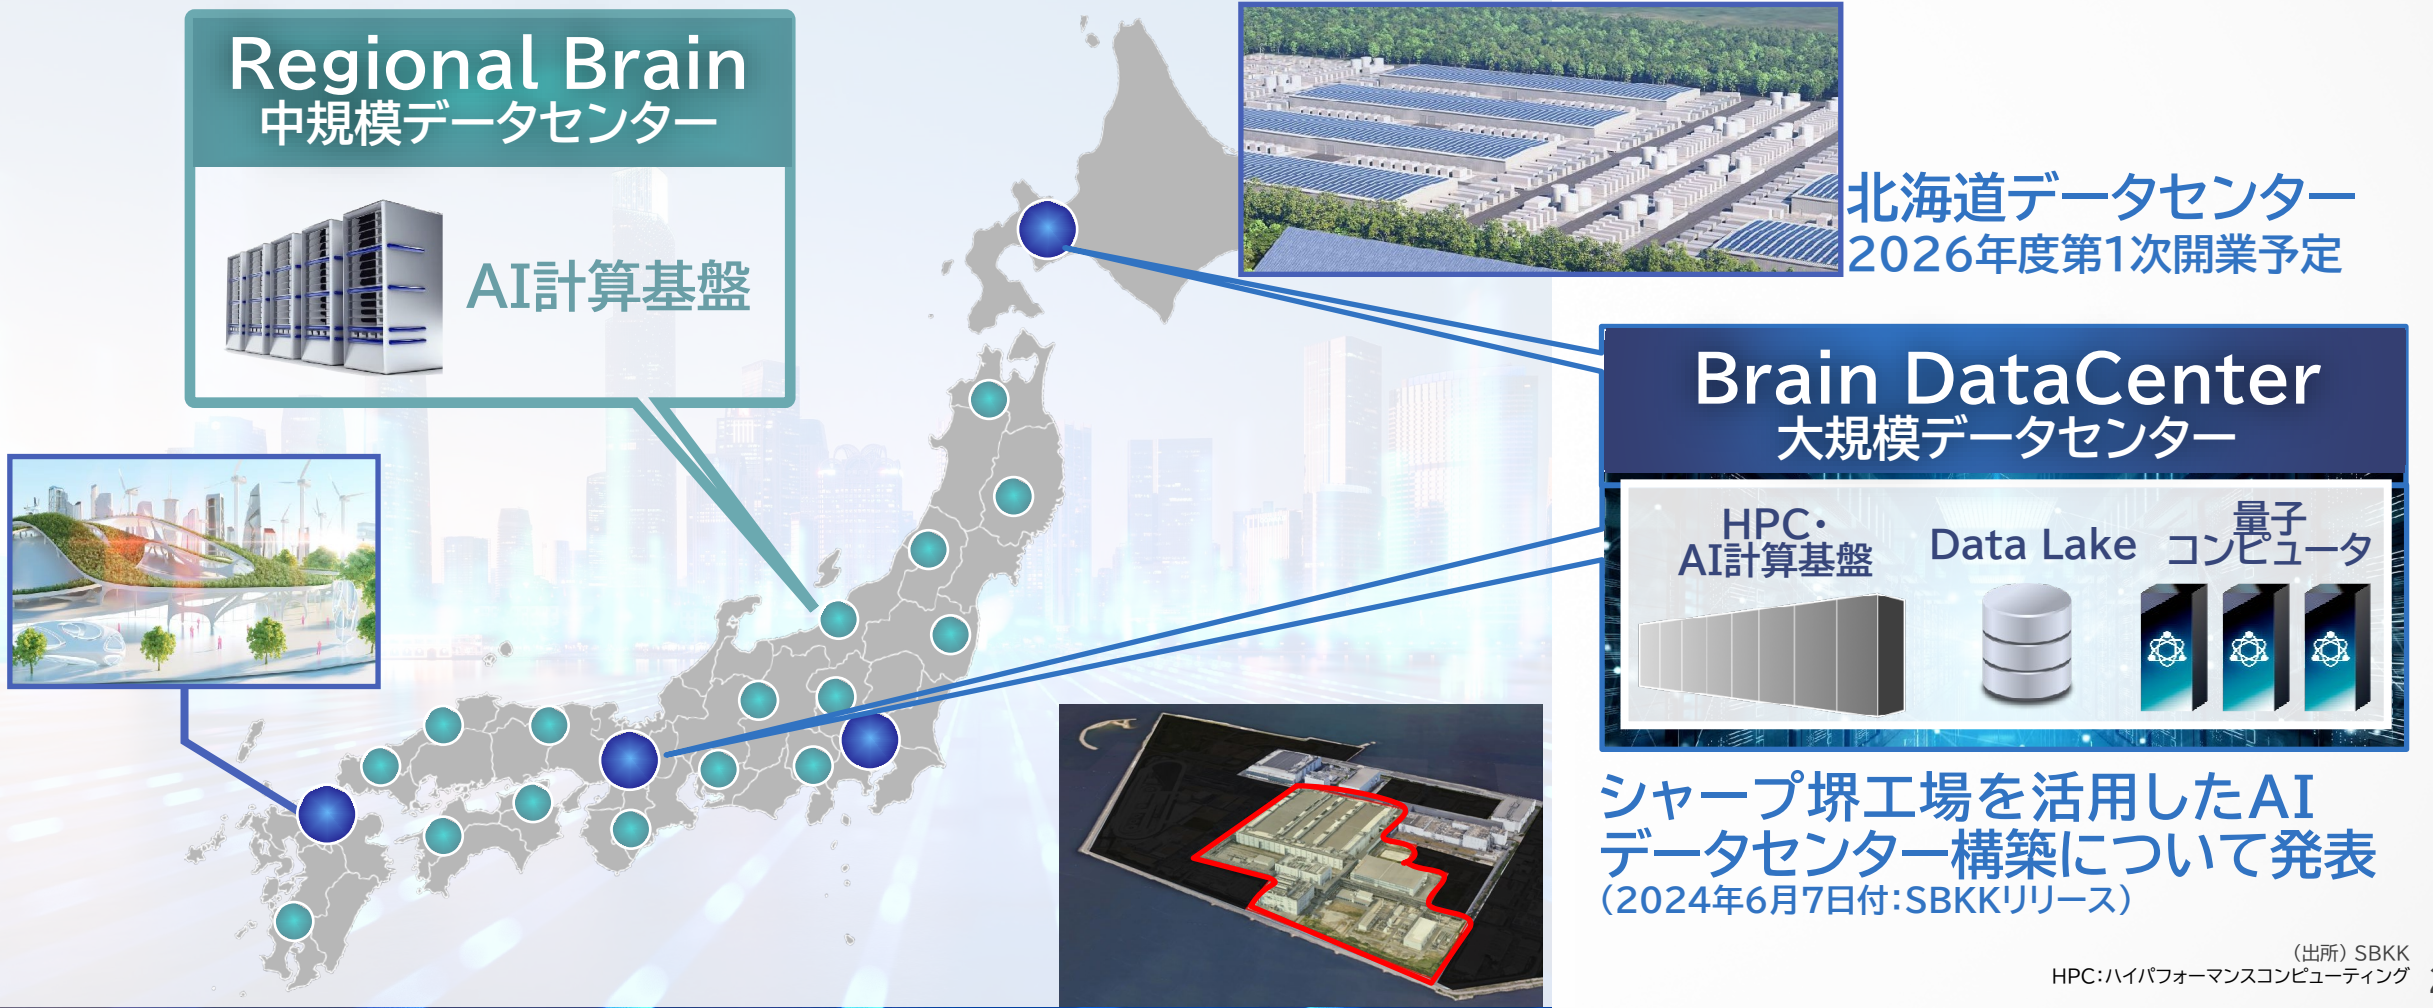 Regional Brain
中規模データセンター
AI計算基盤
北海道データセンター
2026年度第1次開業予定
Brain DataCenter
大規模データセンター
HPC・
AI計算基盤
Data Lake
量子
コンピュータ
シャープ堺工場を活用したAI
データセンター構築について発表
（2024年6月7日付：SBKKリリース）
（出所）SBKK
HPC：ハイパフォーマンスコンピューティング